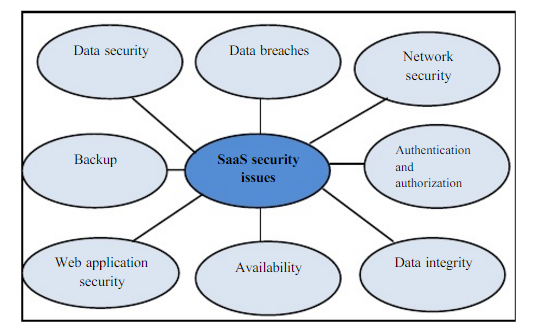 Data security
Data breaches
Network
security
Backup
SaaS security
issues
Authentication
and
authorization
Web application
security
Availability
Data integrity